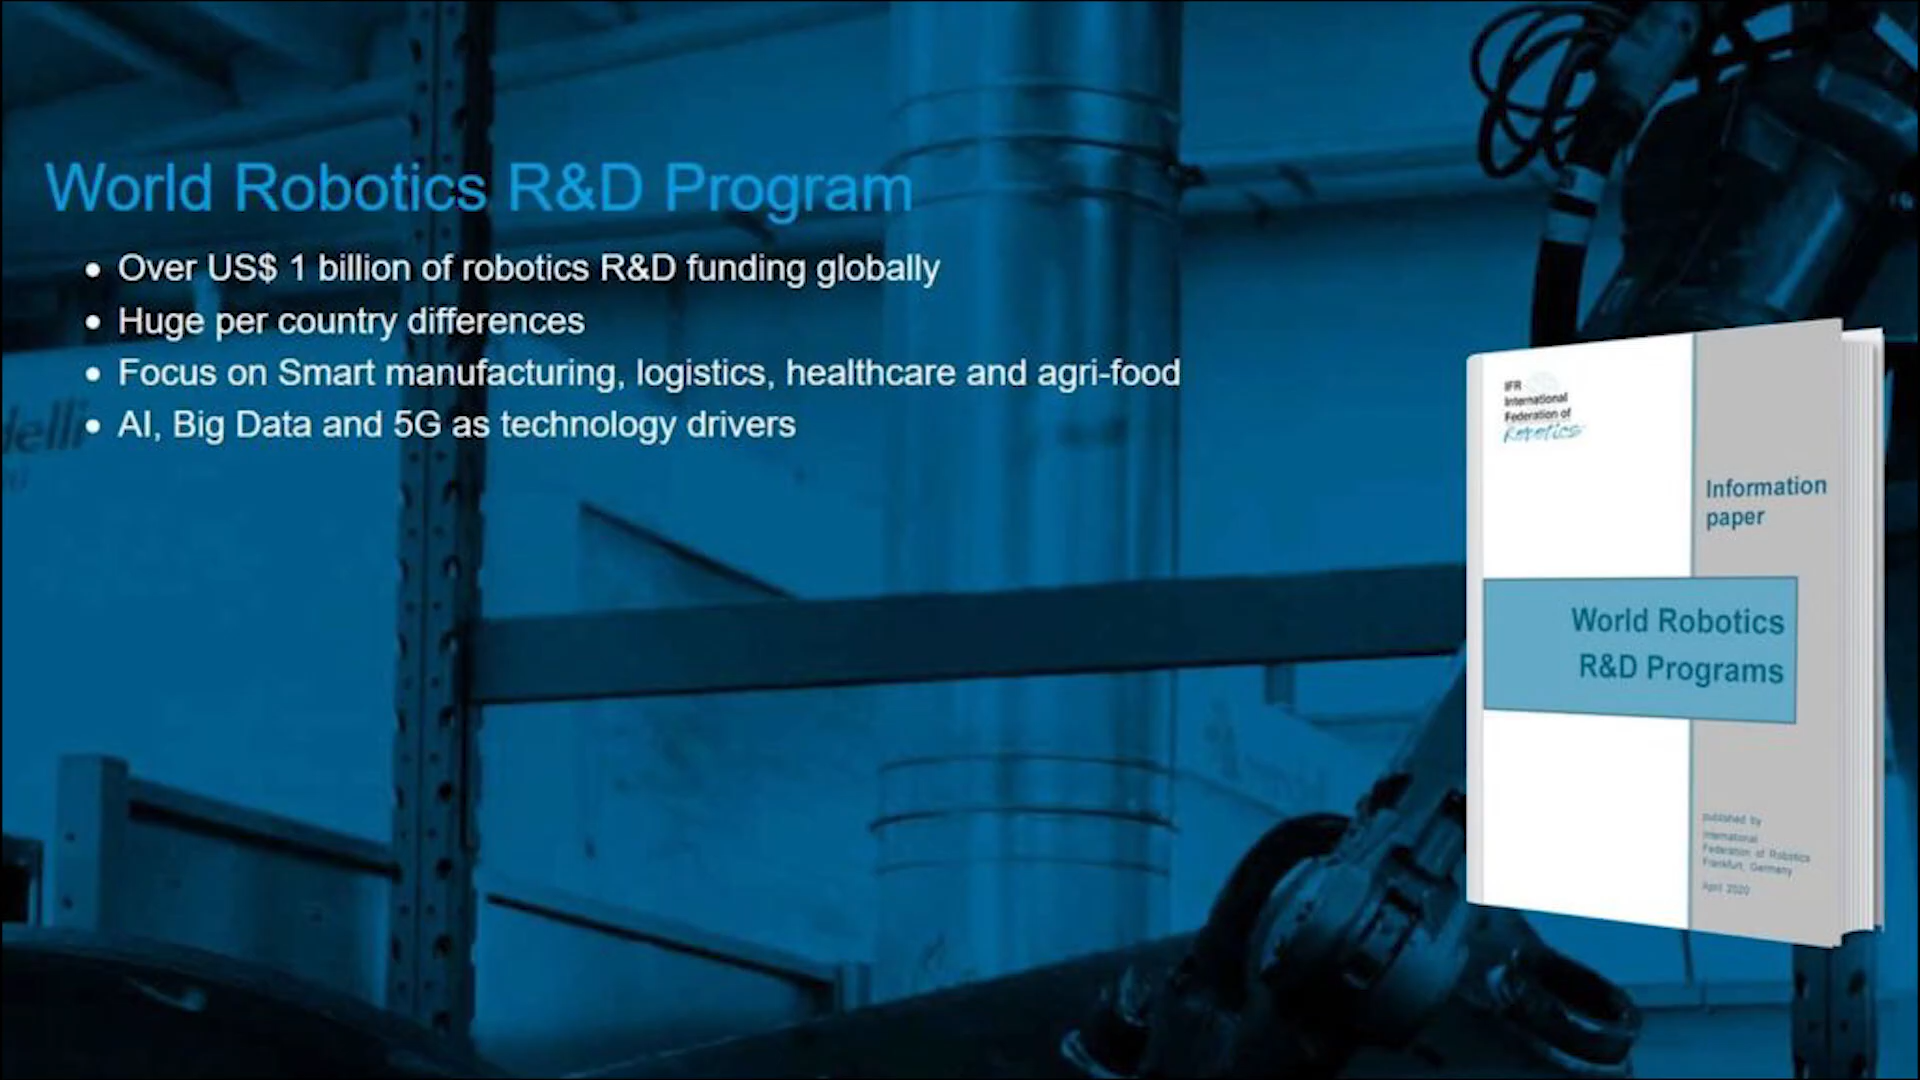 World Robotics R&D Program
• Over US$ 1 billion of robotics R&D funding globally
• Huge per country differences
• Focus on Smart manufacturing, logistics, healthcare and agri-food
• AI, Big Data and 5G as technology drivers
IFR
International
Federation of
Robotics
Information
paper
World Robotics
R&D Programs
published by
International
Federation of Robotics
Frankfurt, Germany
April 2020